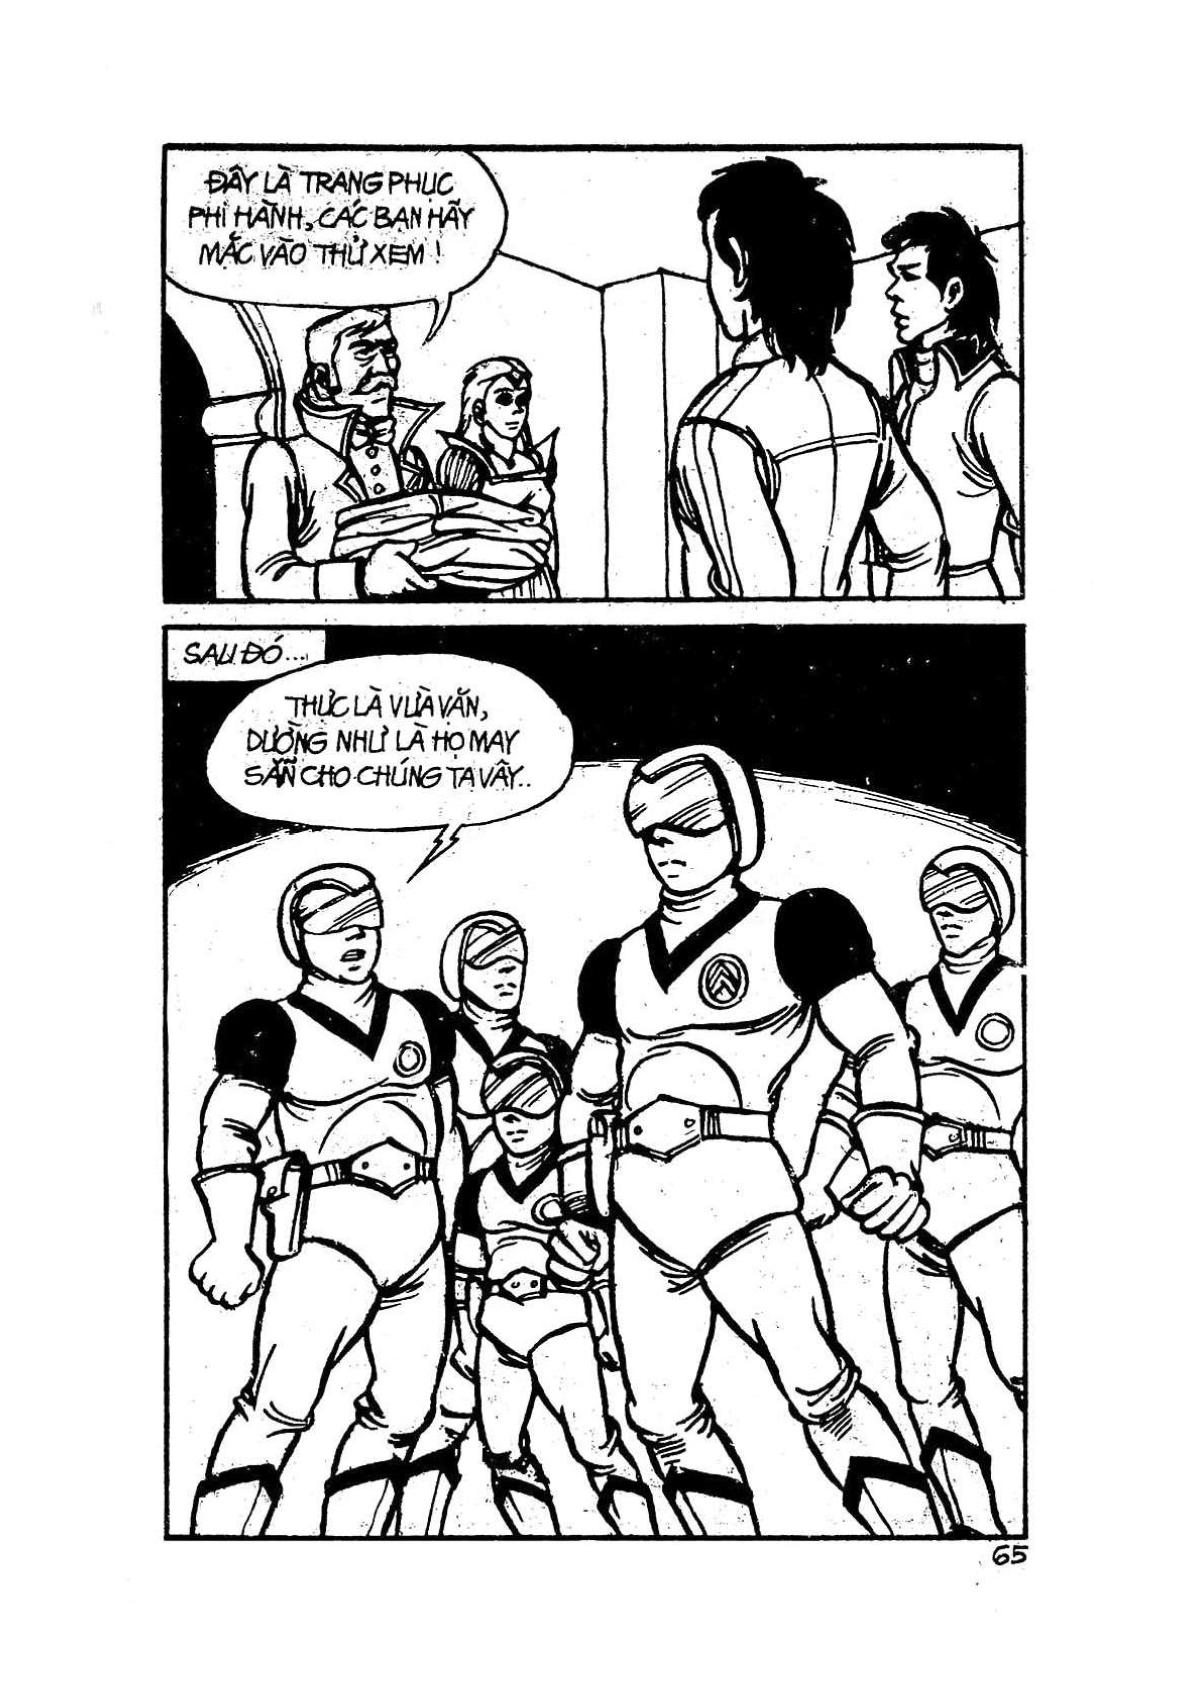 ĐÂY LÀ TRANG PHỤC
PHI HÀNH, CÁC BẠN HÃY
MẶC VÀO THỬ XEM !
SAU ĐÓ...
THỰC LÀ VỪA VẶN,
DƯỜNG NHƯ LÀ HỌ MAY
SẴN CHO CHÚNG TA VẬY..
65